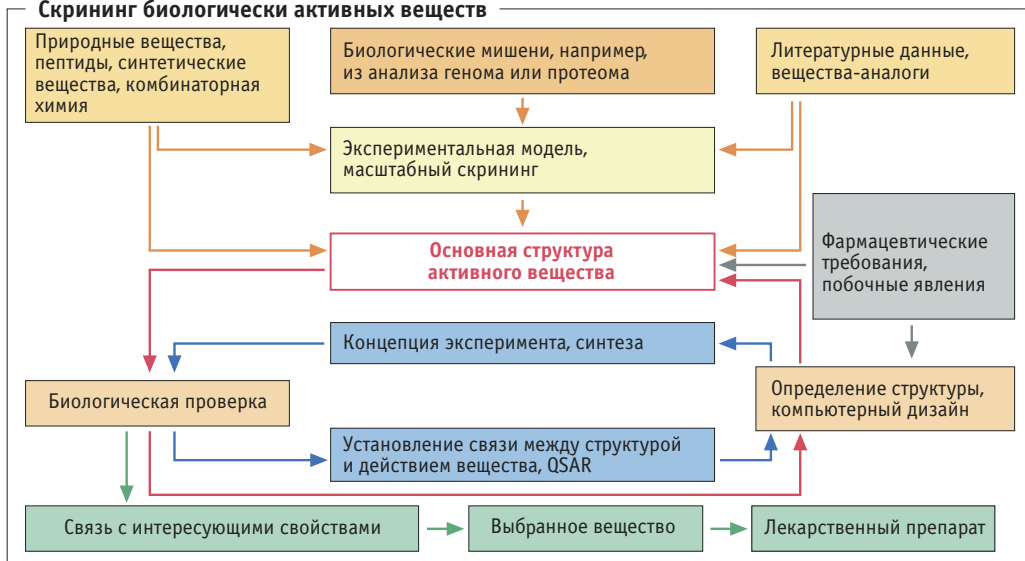 Скрининг биологически активных веществ
Природные вещества,
пептиды, синтетические
вещества, комбинаторная
химия
Биологические мишени, например,
из анализа генома или протеома
Литературные данные,
вещества-аналоги
Экспериментальная модель,
масштабный скрининг
Основная структура
активного вещества
Фармацевтические
требования,
побочные явления
Концепция эксперимента, синтеза
Биологическая проверка
Определение структуры,
компьютерный дизайн
Установление связи между структурой
и действием вещества, QSAR
Связь с интересующими свойствами
Выбранное вещество
Лекарственный препарат